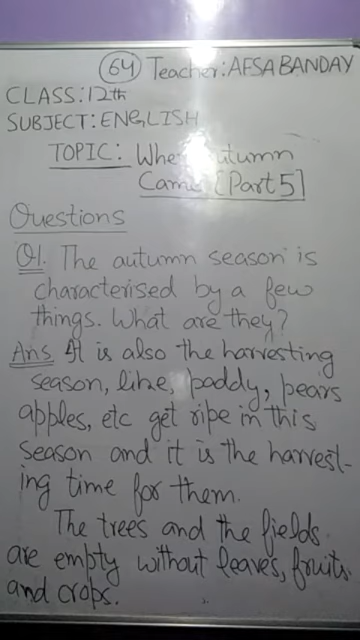 64 Teacher: AFSA BANDAY
CLASS: 12th
SUBJECT: ENGLISH
TOPIC: When Autumn
Came [Part 5]
Questions
Q1. The autumn season is
characterised by a few
things. What are they?
Ans It is also the harvesting
season, like, paddy, pears
apples, etc get ripe in this
season and it is the harvest-
ing time for them.
The trees and the fields
are empty without leaves, fruits
and crops.